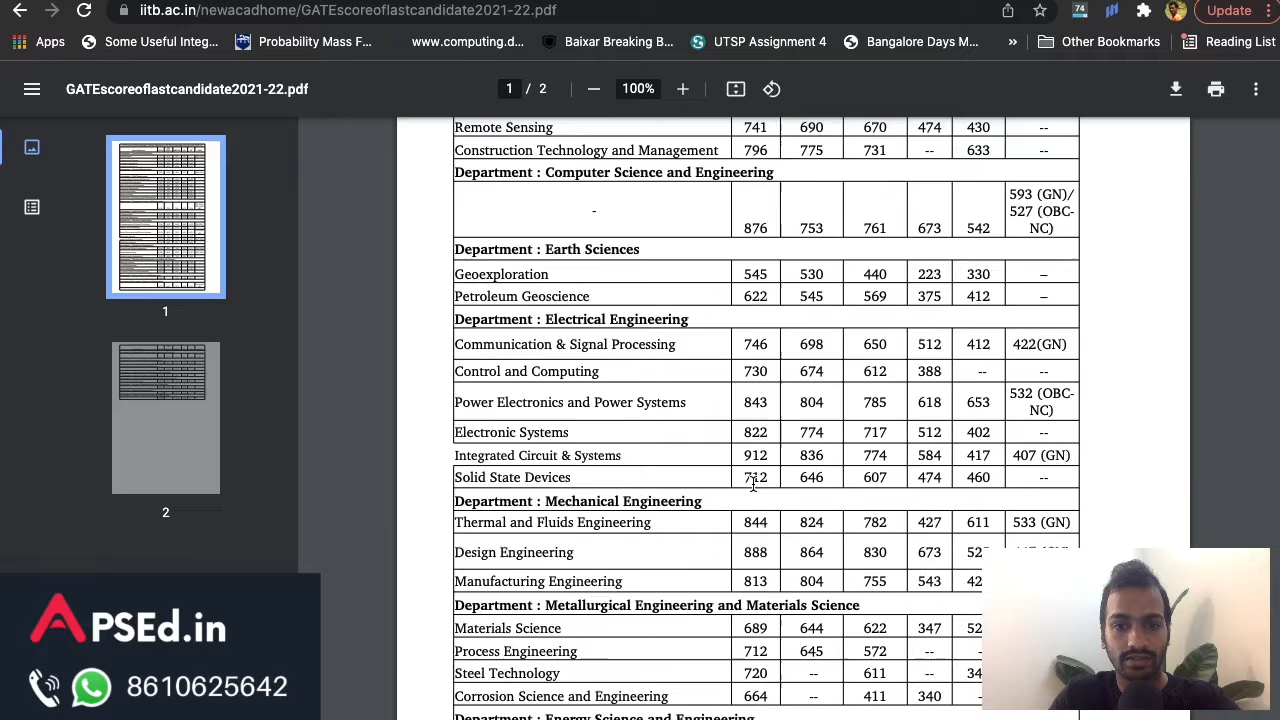 iitb.ac.in/newacadhome/GATEscoreoflastcandidate2021-22.pdf
74
Update
Apps
Some Useful Integ...
Probability Mass F...
www.computing.d...
Baixar Breaking B...
UTSP Assignment 4
Bangalore Days M...
»
Other Bookmarks
Reading List
GATEscoreoflastcandidate2021-22.pdf
1 / 2
100%
1
2
Remote Sensing 741 690 670 474 430 --
Construction Technology and Management 796 775 731 -- 633 --
Department : Computer Science and Engineering
- 876 753 761 673 542 593 (GN)/ 527 (OBC-NC)
Department : Earth Sciences
Geoexploration 545 530 440 223 330 –
Petroleum Geoscience 622 545 569 375 412 –
Department : Electrical Engineering
Communication & Signal Processing 746 698 650 512 412 422(GN)
Control and Computing 730 674 612 388 -- --
Power Electronics and Power Systems 843 804 785 618 653 532 (OBC-NC)
Electronic Systems 822 774 717 512 402 --
Integrated Circuit & Systems 912 836 774 584 417 407 (GN)
Solid State Devices 712 646 607 474 460 --
Department : Mechanical Engineering
Thermal and Fluids Engineering 844 824 782 427 611 533 (GN)
Design Engineering 888 864 830 673
Manufacturing Engineering 813 804 755 543
Department : Metallurgical Engineering and Materials Science
Materials Science 689 644 622 347
Process Engineering 712 645 572 --
Steel Technology 720 -- 611 --
Corrosion Science and Engineering 664 -- 411 340
Department : Energy Science and Engineering
APSEd.in
8610625642